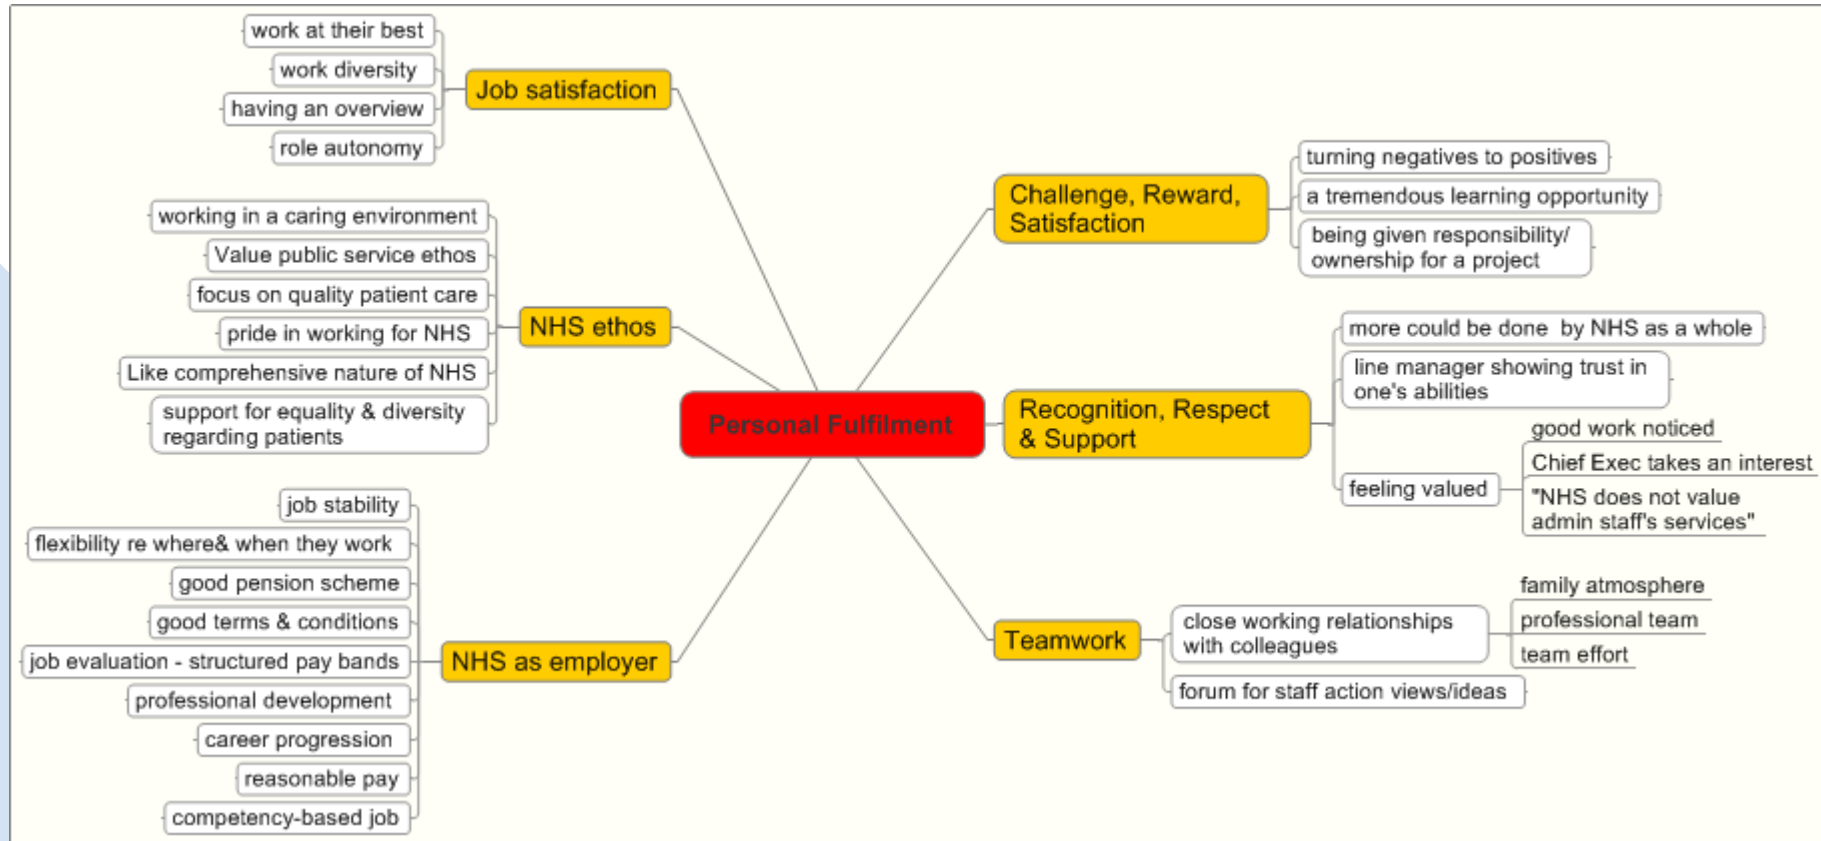 work at their best
work diversity
having an overview
role autonomy
Job satisfaction
working in a caring environment
Value public service ethos
focus on quality patient care
pride in working for NHS
Like comprehensive nature of NHS
support for equality & diversity
regarding patients
NHS ethos
job stability
flexibility re where& when they work
good pension scheme
good terms & conditions
job evaluation - structured pay bands
professional development
career progression
reasonable pay
competency-based job
NHS as employer
Personal Fulfilment
Challenge, Reward,
Satisfaction
turning negatives to positives
a tremendous learning opportunity
being given responsibility/
ownership for a project
Recognition, Respect
& Support
more could be done  by NHS as a whole
line manager showing trust in
one's abilities
feeling valued
good work noticed
Chief Exec takes an interest
"NHS does not value
admin staff's services"
Teamwork
close working relationships
with colleagues
family atmosphere
professional team
team effort
forum for staff action views/ideas